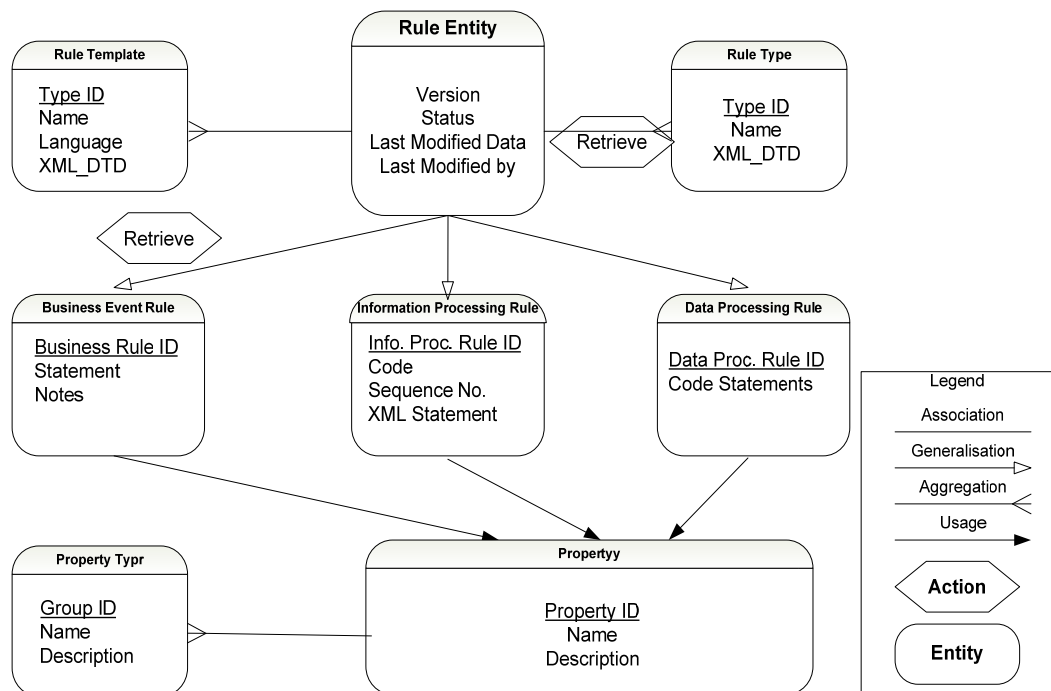 Rule Template
Type ID
Name
Language
XML_DTD
Rule Entity
Version
Status
Last Modified Data
Last Modified by
Rule Type
Type ID
Name
XML_DTD
Retrieve
Retrieve
Business Event Rule
Business Rule ID
Statement
Notes
Information Processing Rule
Info. Proc. Rule ID
Code
Sequence No.
XML Statement
Data Processing Rule
Data Proc. Rule ID
Code Statements
Property Typr
Group ID
Name
Description
Propertyy
Property ID
Name
Description
Legend
Association
Generalisation
Aggregation
Usage
Action
Entity